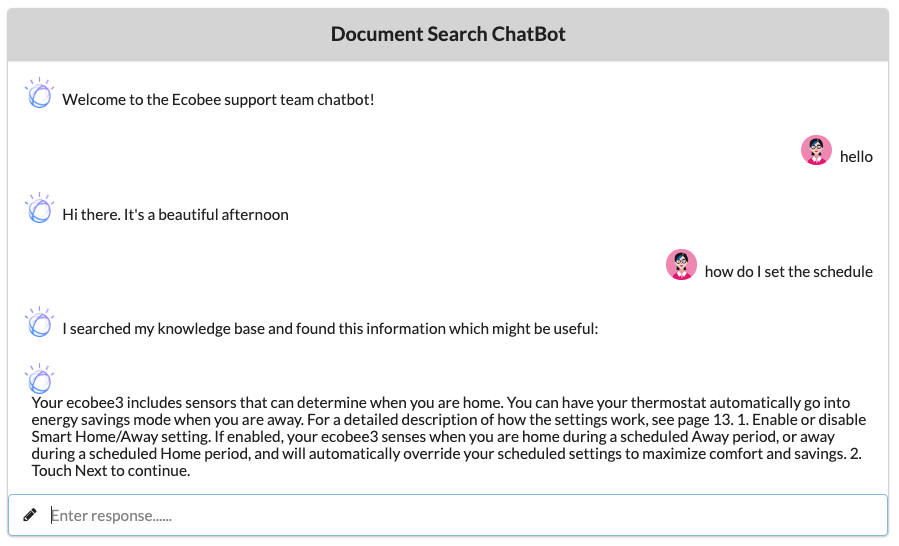 Document Search ChatBot
Welcome to the Ecobee support team chatbot!
hello
Hi there. It's a beautiful afternoon
how do I set the schedule
I searched my knowledge base and found this information which might be useful:
Your ecobee3 includes sensors that can determine when you are home. You can have your thermostat automatically go into
energy savings mode when you are away. For a detailed description of how the settings work, see page 13. 1. Enable or disable
Smart Home/Away setting. If enabled, your ecobee3 senses when you are home during a scheduled Away period, or away
during a scheduled Home period, and will automatically override your scheduled settings to maximize comfort and savings. 2.
Touch Next to continue.
Enter response......